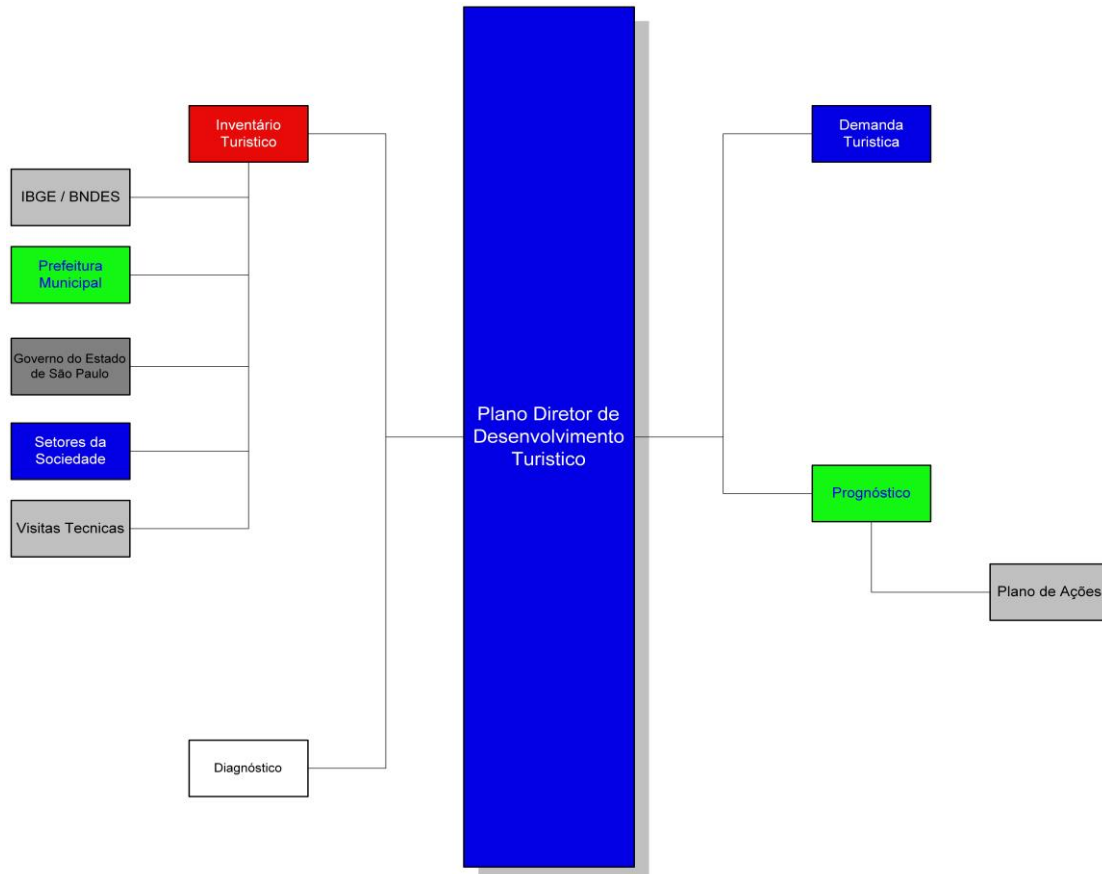 Inventário
Turistico
IBGE / BNDES
Prefeitura
Municipal
Governo do Estado
de São Paulo
Setores da
Sociedade
Visitas Tecnicas
Diagnóstico
Plano Diretor de
Desenvolvimento
Turistico
Demanda
Turistica
Prognóstico
Plano de Ações